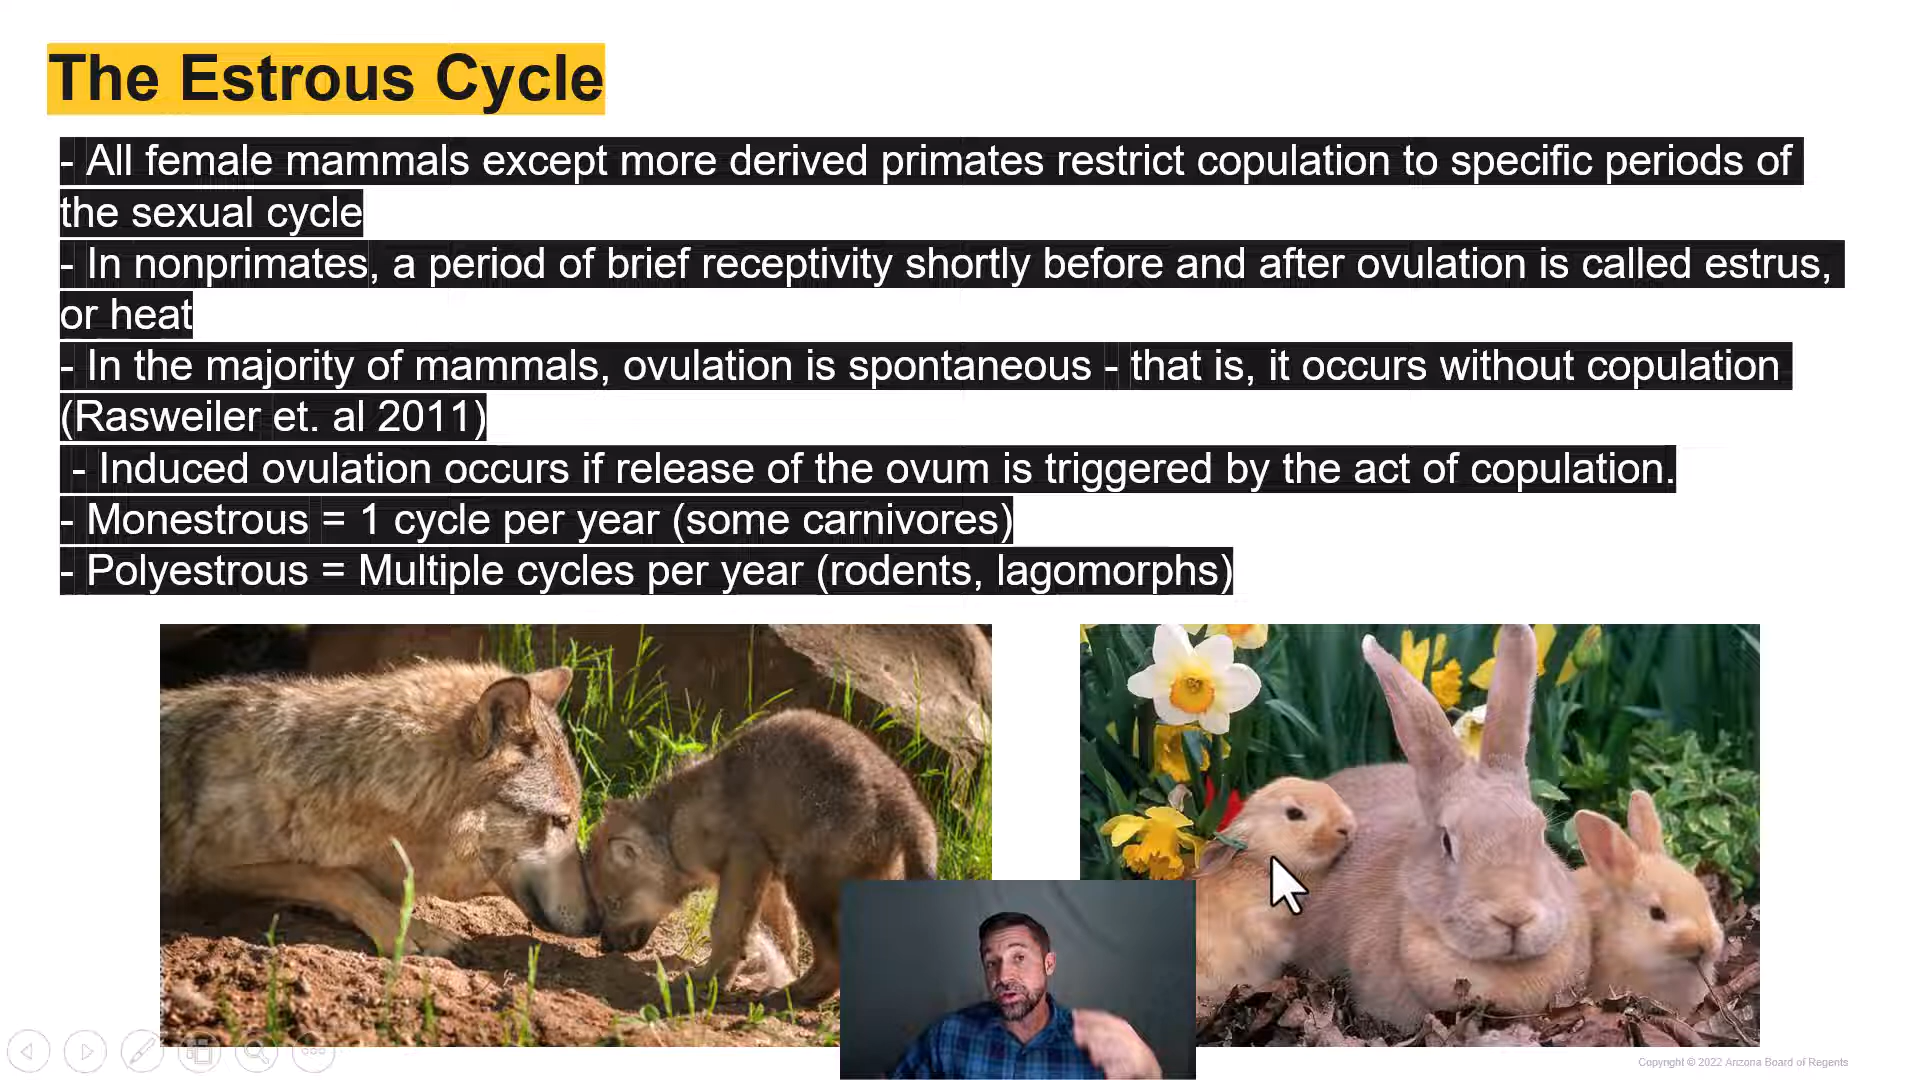 The Estrous Cycle
- All female mammals except more derived primates restrict copulation to specific periods of
the sexual cycle
- In nonprimates, a period of brief receptivity shortly before and after ovulation is called estrus,
or heat
- In the majority of mammals, ovulation is spontaneous - that is, it occurs without copulation
(Rasweiler et. al 2011)
- Induced ovulation occurs if release of the ovum is triggered by the act of copulation.
- Monestrous = 1 cycle per year (some carnivores)
- Polyestrous = Multiple cycles per year (rodents, lagomorphs)
Copyright © 2022 Arizona Board of Regents